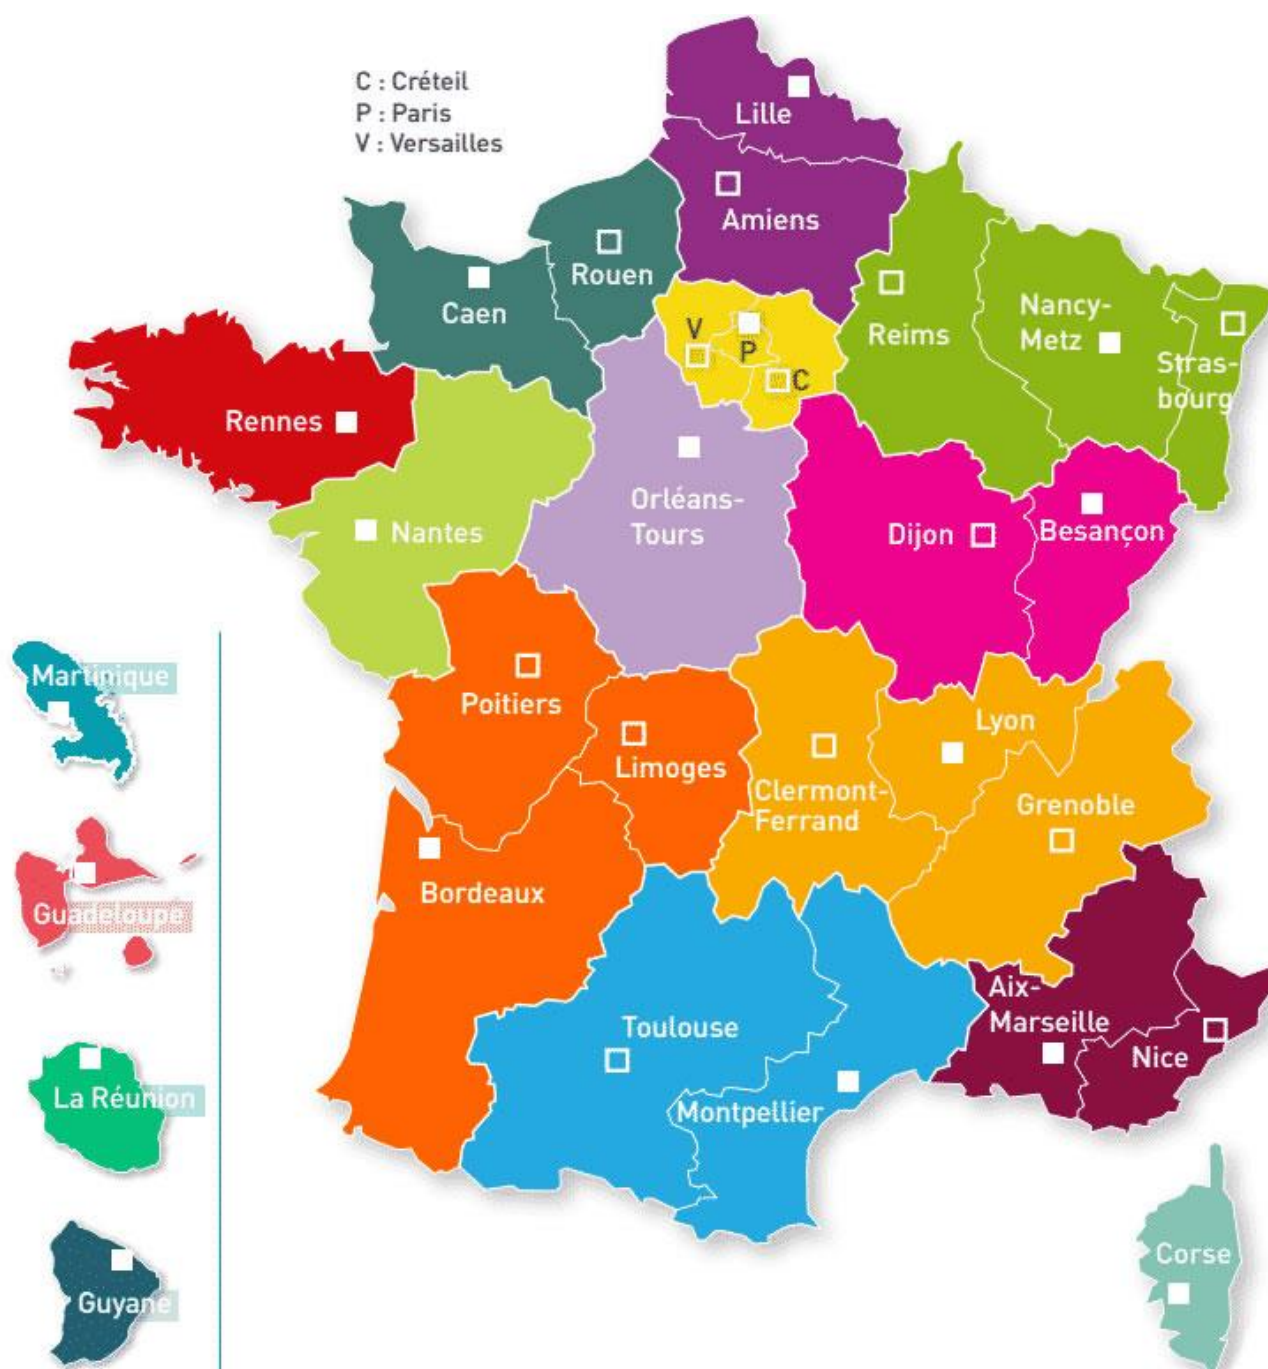 C : Créteil
P : Paris
V : Versailles
Lille
Amiens
Rouen
Caen
V
P
C
Reims
Nancy-
Metz
Stras-
bourg
Rennes
Nantes
Orléans-
Tours
Dijon
Besançon
Martinique
Poitiers
Limoges
Clermont-
Ferrand
Lyon
Grenoble
Guadeloupe
Bordeaux
Toulouse
Montpellier
Aix-
Marseille
Nice
La Réunion
Guyane
Corse